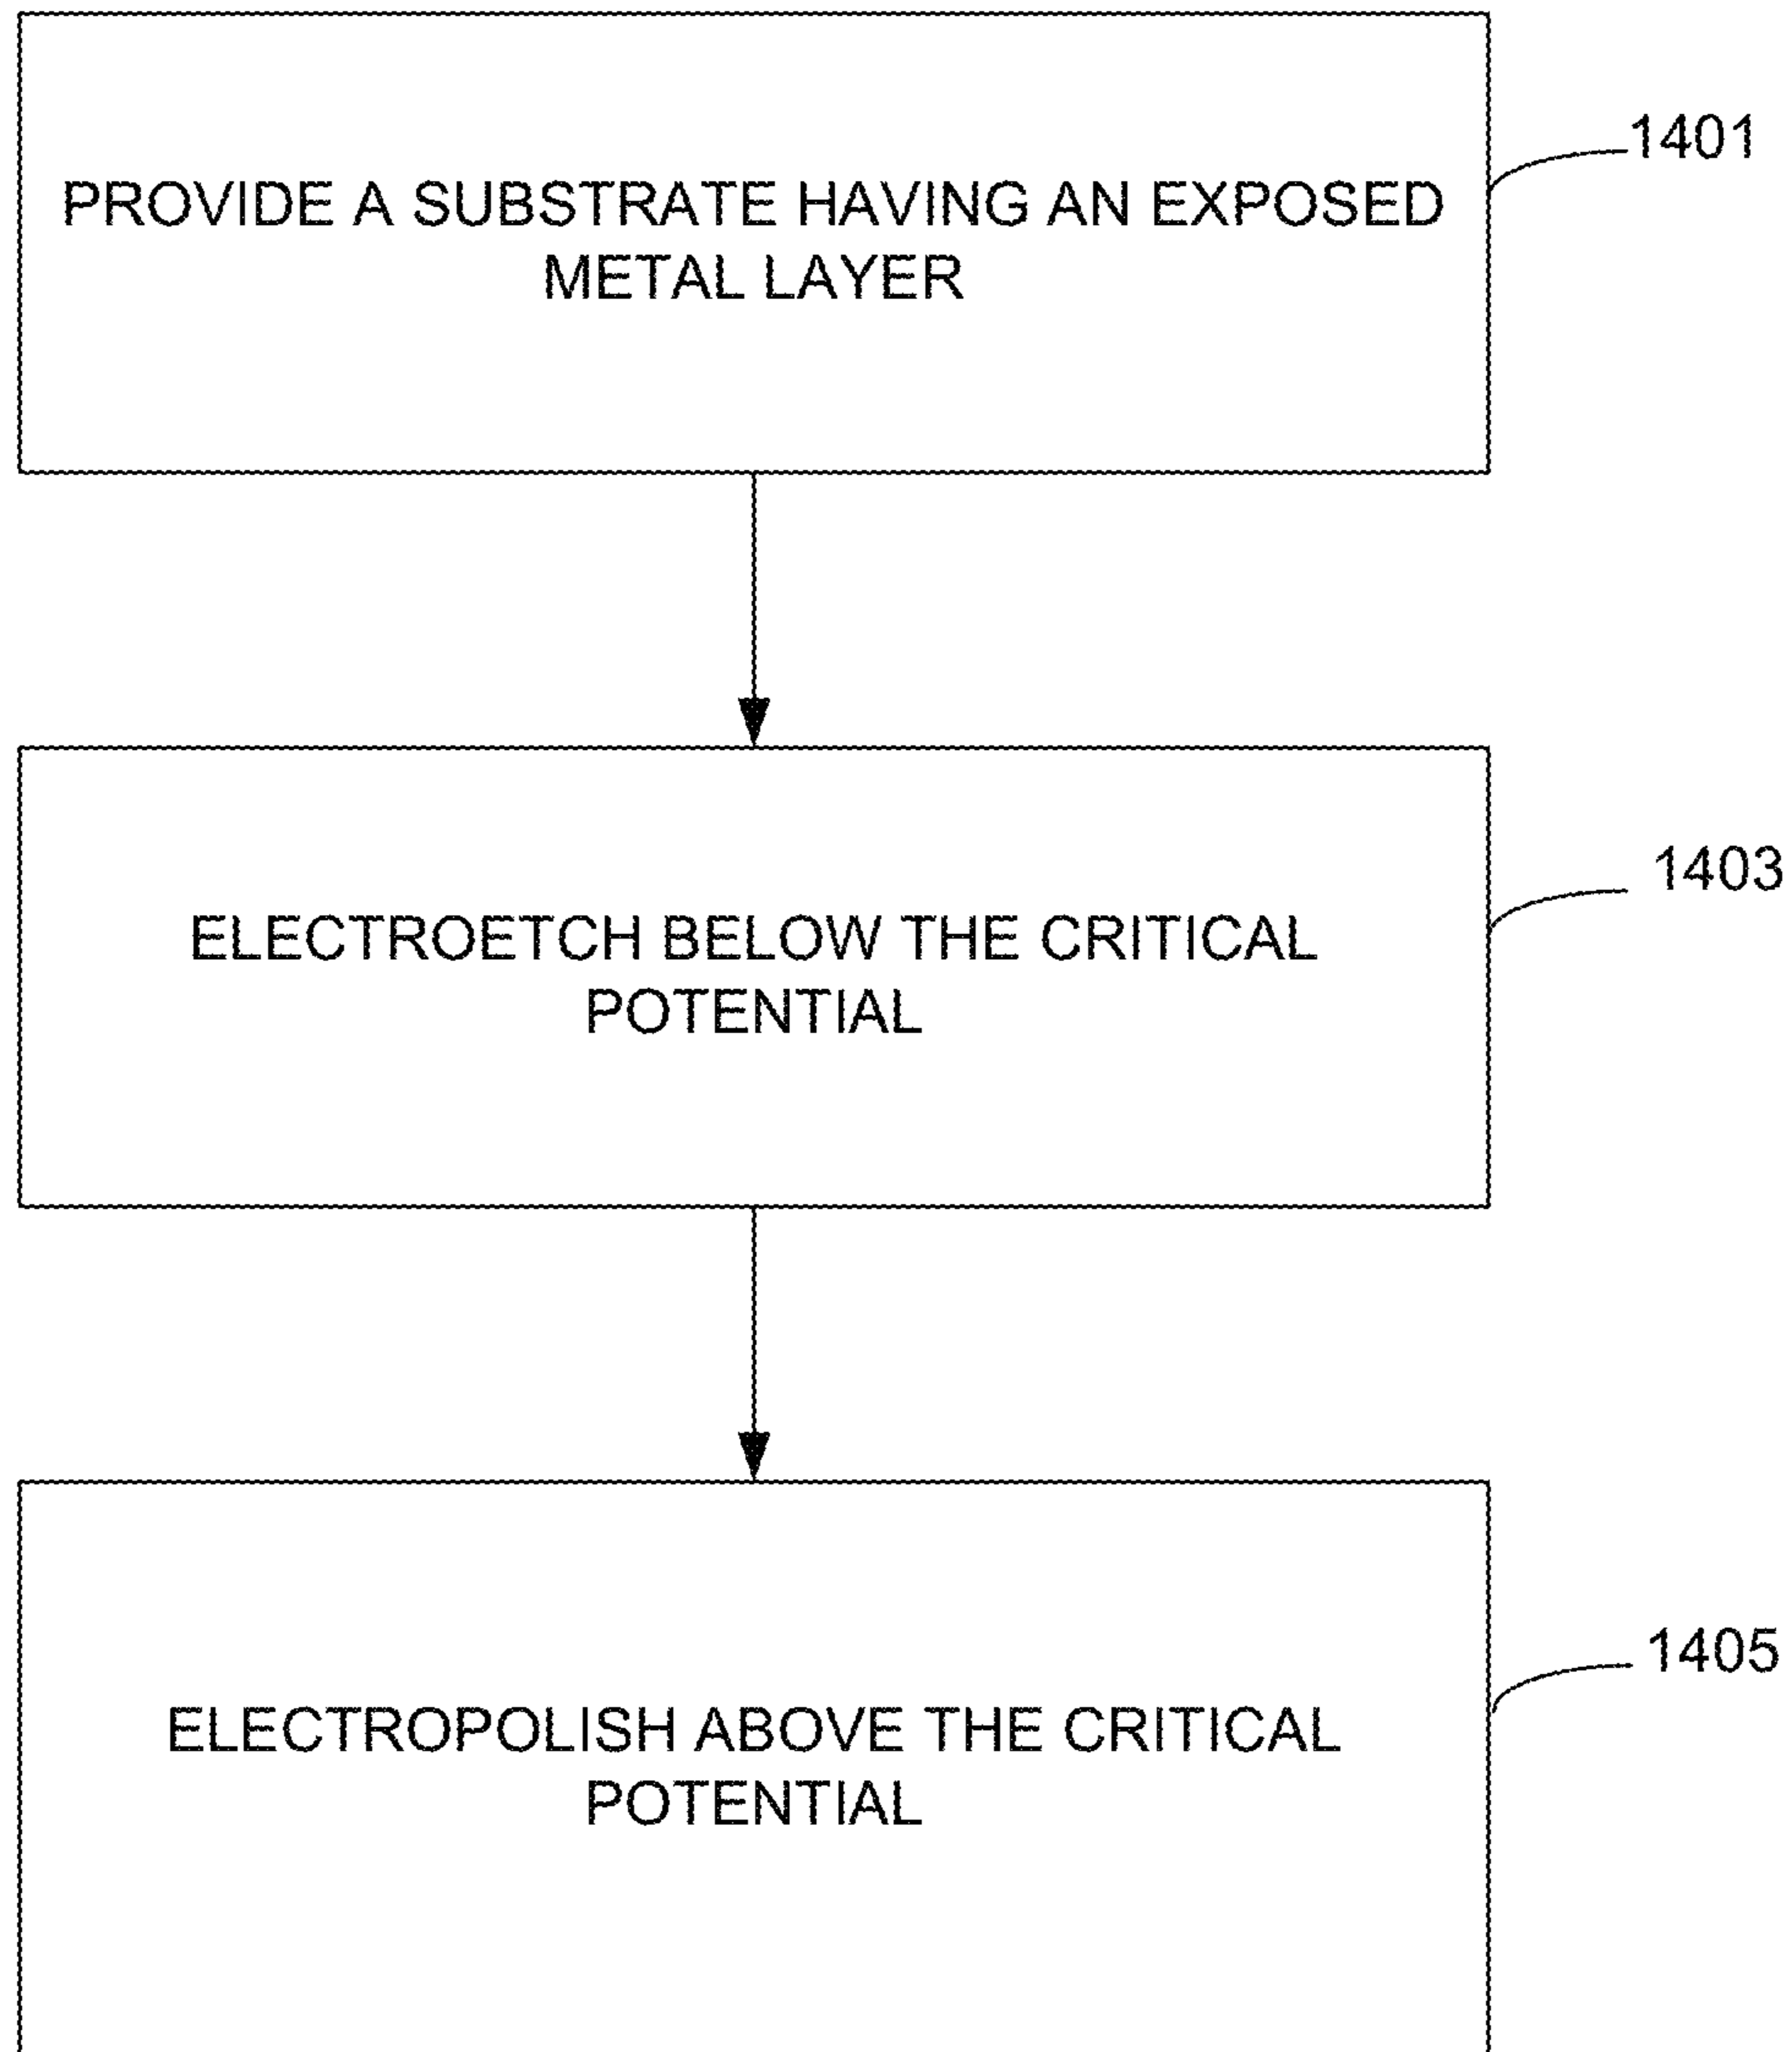 PROVIDE A SUBSTRATE HAVING AN EXPOSED
METAL LAYER
1401
ELECTROETCH BELOW THE CRITICAL
POTENTIAL
1403
ELECTROPOLISH ABOVE THE CRITICAL
POTENTIAL
1405